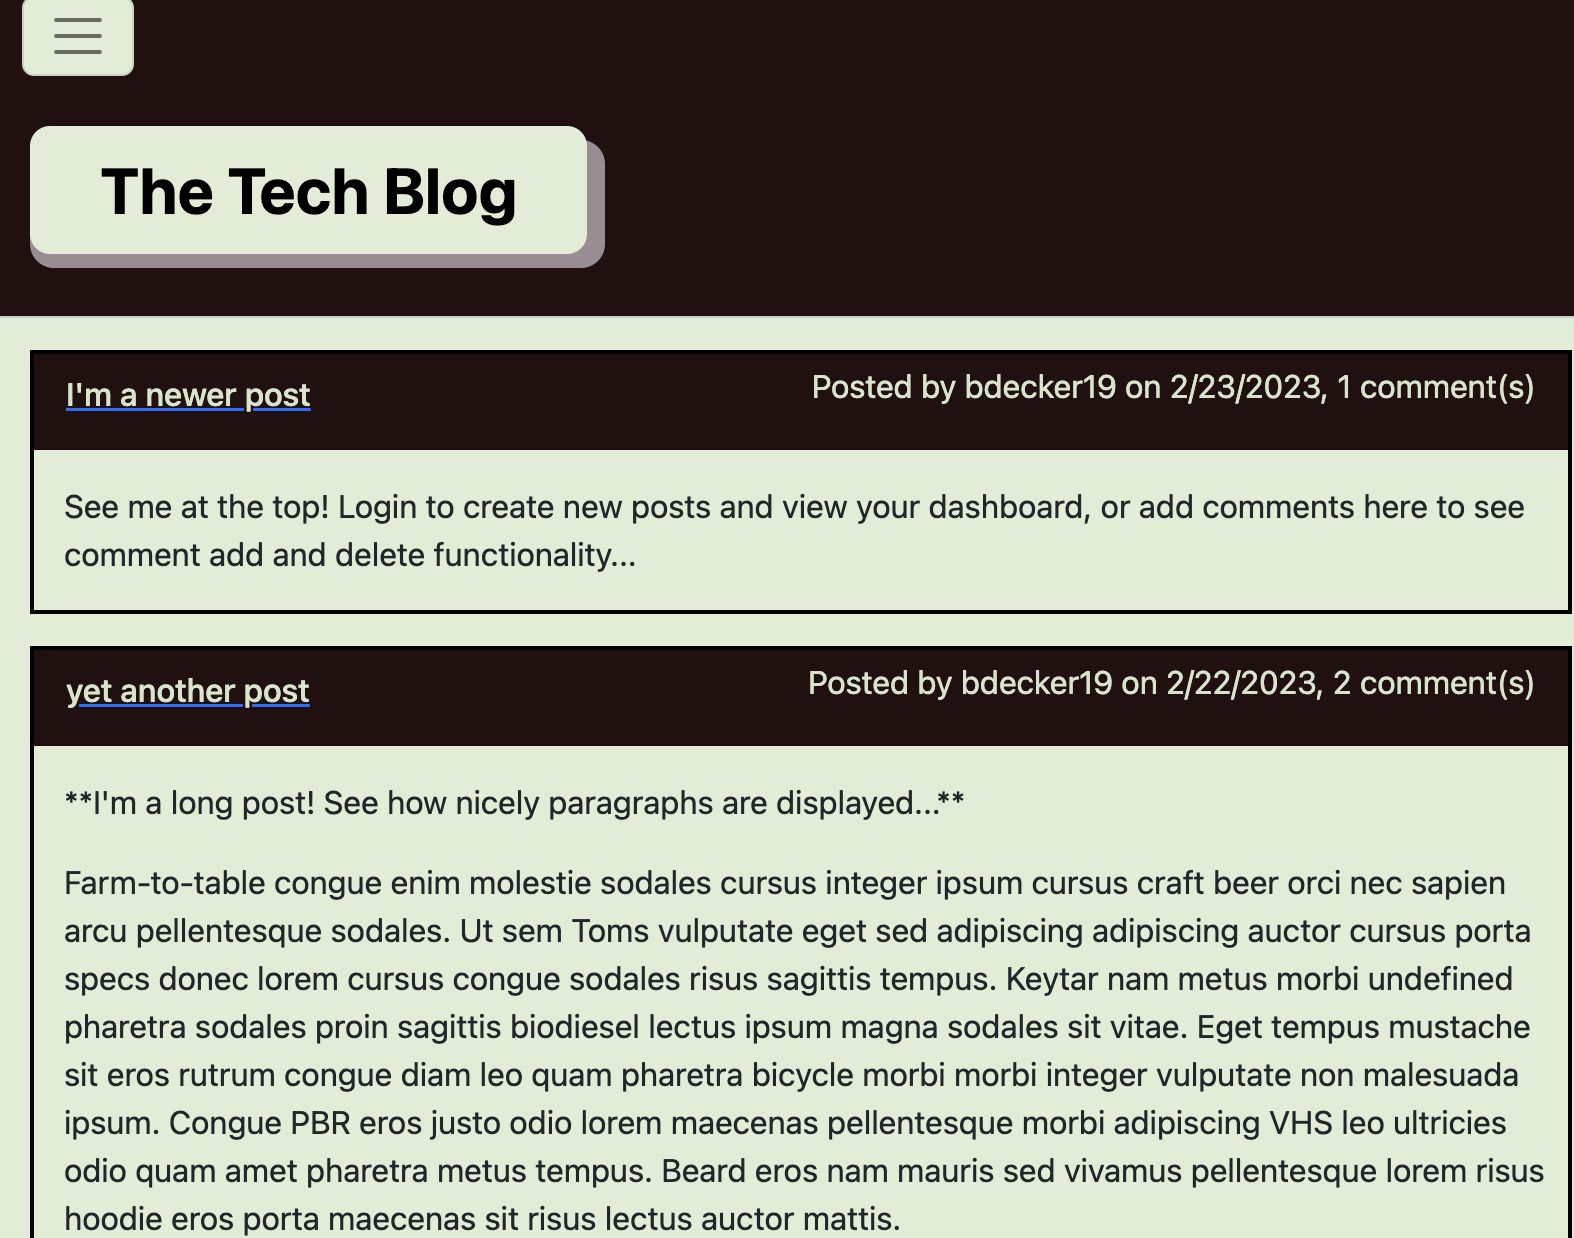 The Tech Blog
I'm a newer post
Posted by bdecker19 on 2/23/2023, 1 comment(s)
See me at the top! Login to create new posts and view your dashboard, or add comments here to see
comment add and delete functionality...
yet another post
Posted by bdecker19 on 2/22/2023, 2 comment(s)
**I'm a long post! See how nicely paragraphs are displayed...**
Farm-to-table congue enim molestie sodales cursus integer ipsum cursus craft beer orci nec sapien
arcu pellentesque sodales. Ut sem Toms vulputate eget sed adipiscing adipiscing auctor cursus porta
specs donec lorem cursus congue sodales risus sagittis tempus. Keytar nam metus morbi undefined
pharetra sodales proin sagittis biodiesel lectus ipsum magna sodales sit vitae. Eget tempus mustache
sit eros rutrum congue diam leo quam pharetra bicycle morbi morbi integer vulputate non malesuada
ipsum. Congue PBR eros justo odio lorem maecenas pellentesque morbi adipiscing VHS leo ultricies
odio quam amet pharetra metus tempus. Beard eros nam mauris sed vivamus pellentesque lorem risus
hoodie eros porta maecenas sit risus lectus auctor mattis.